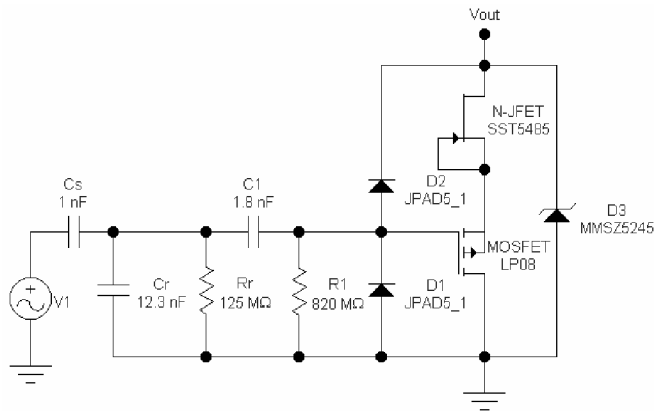 Vout
N-JFET
SST5485
Cs
1 nF
C1
1.8 nF
D2
JPAD5_1
D3
MMSZ5245
MOSFET
LP08
V1
Cr
12.3 nF
Rr
125 MΩ
R1
820 MΩ
D1
JPAD5_1